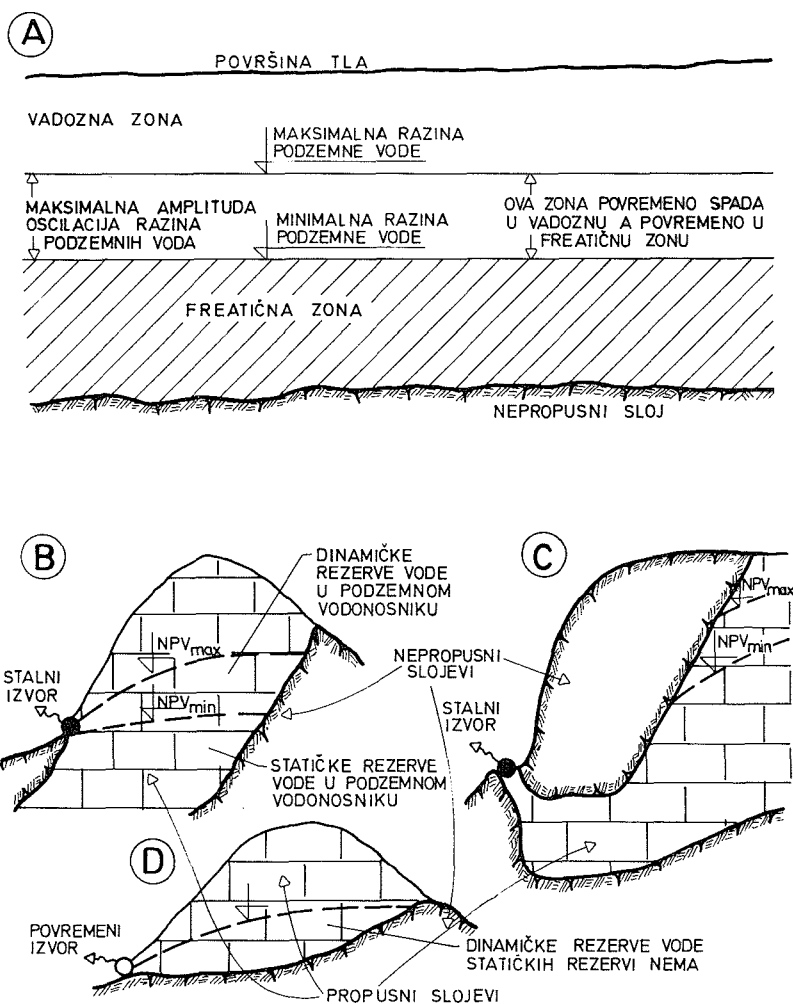 A
POVRŠINA TLA
VADOZNA ZONA
MAKSIMALNA RAZINA
PODZEMNE VODE
MAKSIMALNA AMPLITUDA
OSCILACIJA RAZINA
PODZEMNIH VODA
MINIMALNA RAZINA
PODZEMNE VODE
OVA ZONA POVREMENO SPADA
U VADOZNU A POVREMENO U
FREATIČNU ZONU
FREATIČNA ZONA
NEPROPUSNI SLOJ
B
DINAMIČKE
REZERVE VODE
U PODZEMNOM
VODONOSNIKU
NPVmax
NPVmin
STALNI
IZVOR
NEPROPUSNI
SLOJEVI
STATIČKE REZERVE
VODE U PODZEMNOM
VODONOSNIKU
C
NPVmax
NPVmin
STALNI
IZVOR
D
POVREMENI
IZVOR
DINAMIČKE REZERVE VODE
STATIČKIH REZERVI NEMA
PROPUSNI SLOJEVI